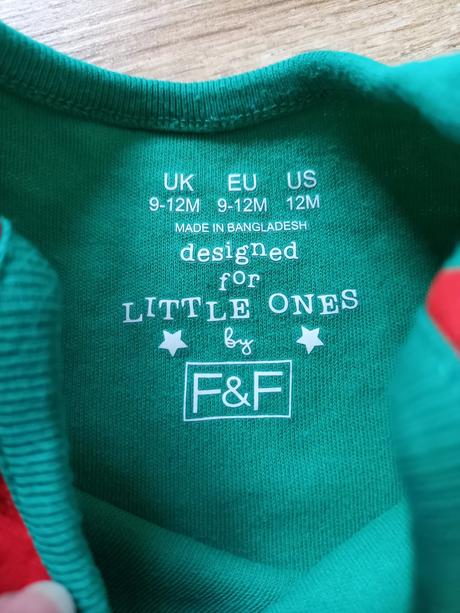 UK EU US
9-12M 9-12M 12M
MADE IN BANGLADESH
designed
for
LITTLE ONES
by
F&F